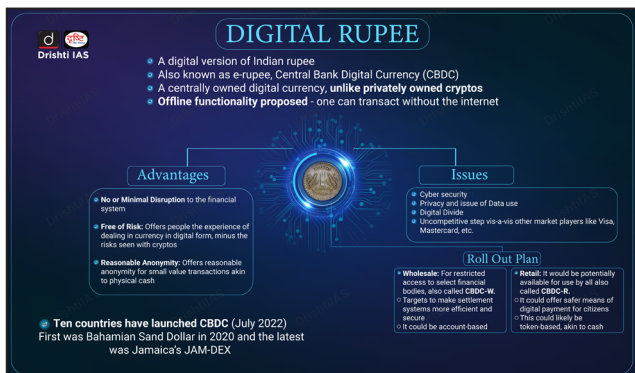 DIGITAL RUPEE
d
दृष्टि
Drishti IAS
A digital version of Indian rupee
Also known as e-rupee, Central Bank Digital Currency (CBDC)
A centrally owned digital currency, unlike privately owned cryptos
Offline functionality proposed - one can transact without the internet
Advantages
No or Minimal Disruption to the financial
system
Free of Risk: Offers people the experience of
dealing in currency in digital form, minus the
risks seen with cryptos
Reasonable Anonymity: Offers reasonable
anonymity for small value transactions akin
to physical cash
Issues
Cyber security
Privacy and issue of Data use
Digital Divide
Uncompetitive step vis-a-vis other market players like Visa,
Mastercard, etc.
Roll Out Plan
Wholesale: For restricted
access to select financial
bodies, also called CBDC-W.
Targets to make settlement
systems more efficient and
secure
It could be account-based
Retail: It would be potentially
available for use by all also
called CBDC-R.
It could offer safer means of
digital payment for citizens
This could likely be
token-based, akin to cash
Ten countries have launched CBDC (July 2022)
First was Bahamian Sand Dollar in 2020 and the latest
was Jamaica's JAM-DEX